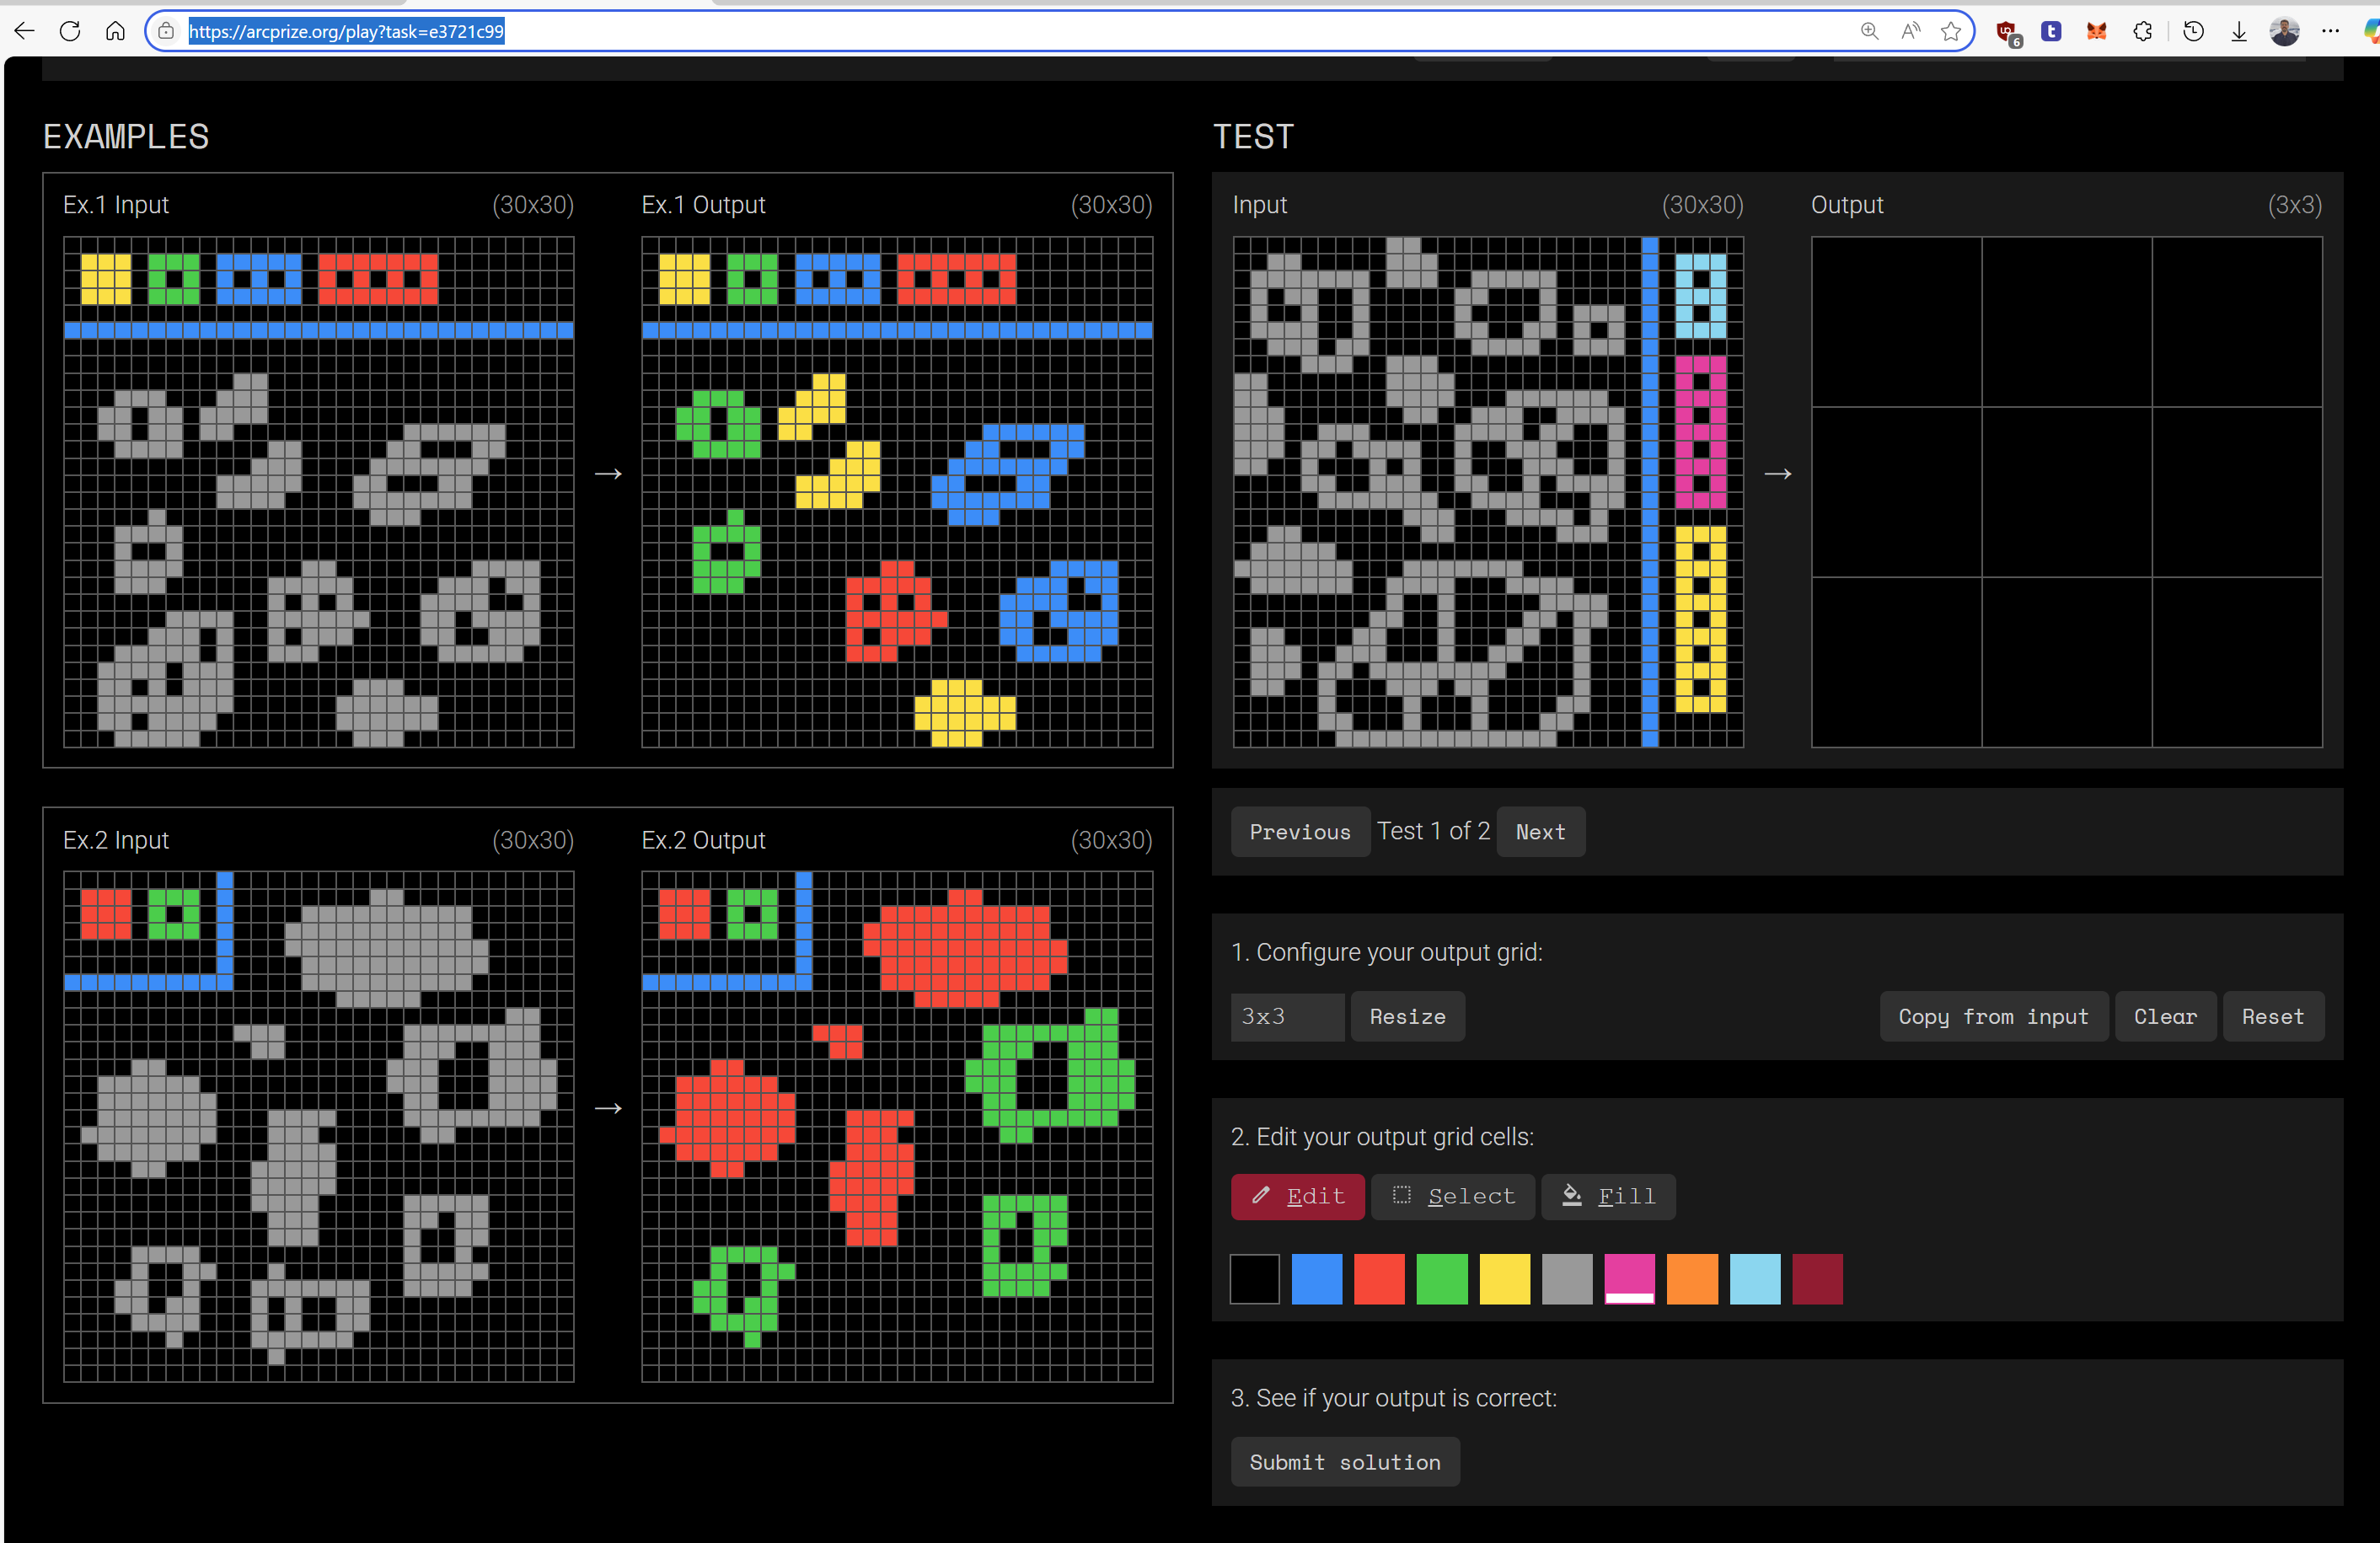 https://arcprize.org/play?task=e3721c99
6
t
EXAMPLES
TEST
Ex.1 Input (30x30)
Ex.1 Output (30x30)
Input (30x30)
Output (3x3)
Ex.2 Input (30x30)
Ex.2 Output (30x30)
Previous Test 1 of 2 Next
1. Configure your output grid:
3x3 Resize Copy from input Clear Reset
2. Edit your output grid cells:
Edit Select Fill
3. See if your output is correct:
Submit solution